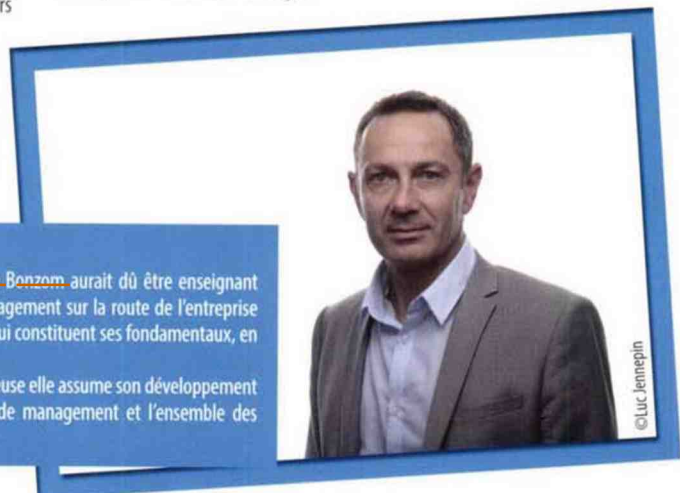 rs
Bonzom aurait dû être enseignant
agement sur la route de l'entreprise
ui constituent ses fondamentaux, en
euse elle assume son développement
de management et l'ensemble des
©Luc Jennepin